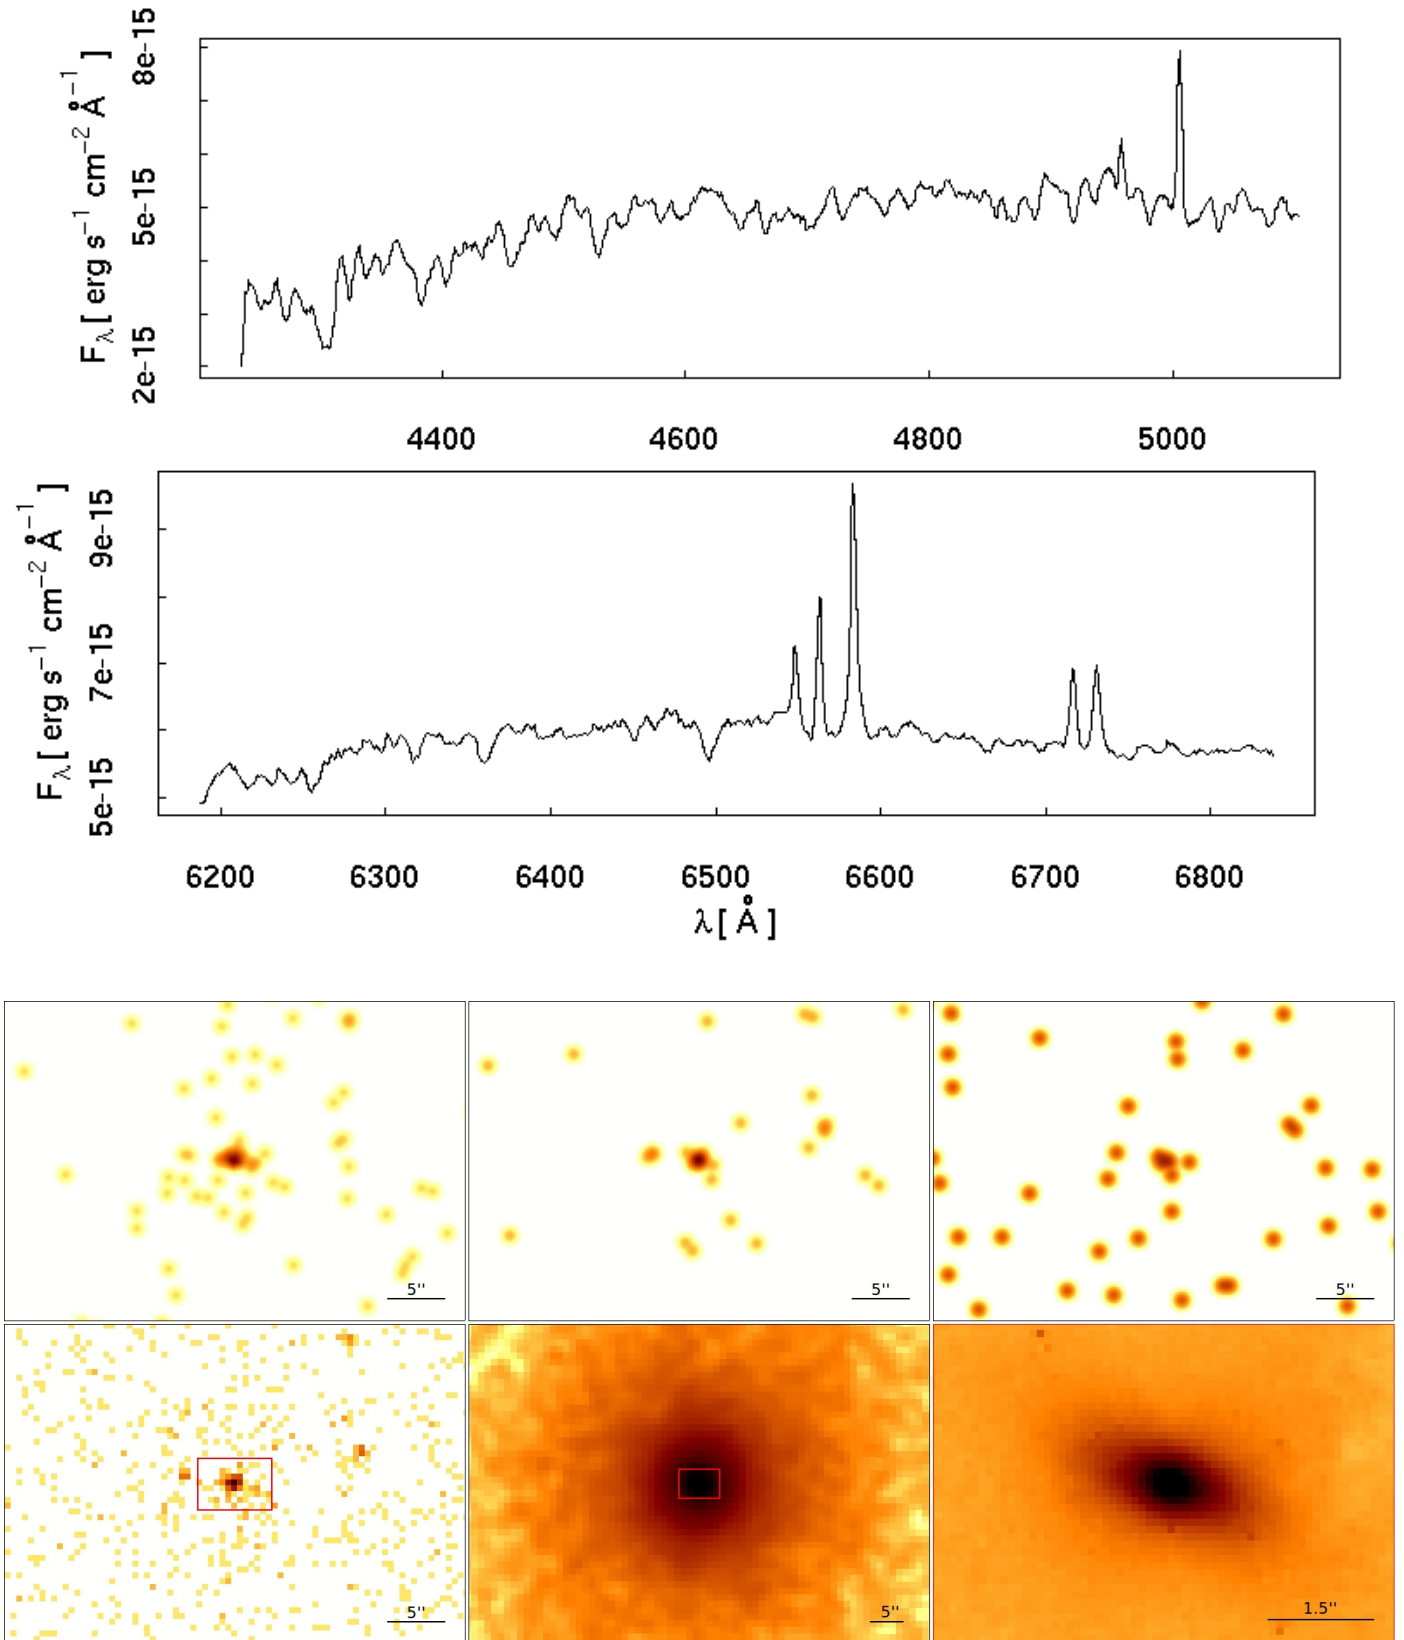 8e-15
5e-15
2e-15
Fλ [ erg s−1 cm−2 Å−1 ]
4400 4600 4800 5000
9e-15
7e-15
5e-15
Fλ [ erg s−1 cm−2 Å−1 ]
6200 6300 6400 6500 6600 6700 6800
λ [ Å ]
5'' 5'' 5''
5'' 5'' 1.5''